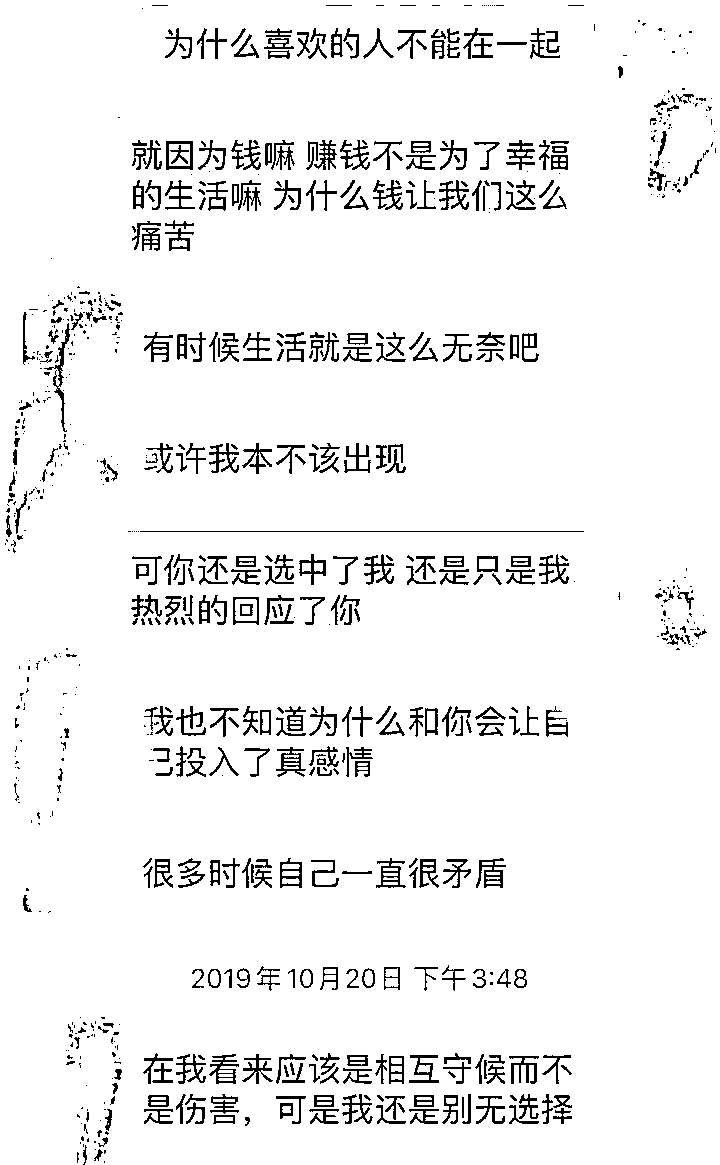 为什么喜欢的人不能在一起
就因为钱嘛 赚钱不是为了幸福
的生活嘛 为什么钱让我们这么
痛苦
有时候生活就是这么无奈吧
或许我本不该出现
可你还是选中了我 还是只是我
热烈的回应了你
我也不知道为什么和你会让自
己投入了真感情
很多时候自己一直很矛盾
2019年10月20日 下午3:48
在我看来应该是相互守候而不
是伤害，可是我还是别无选择